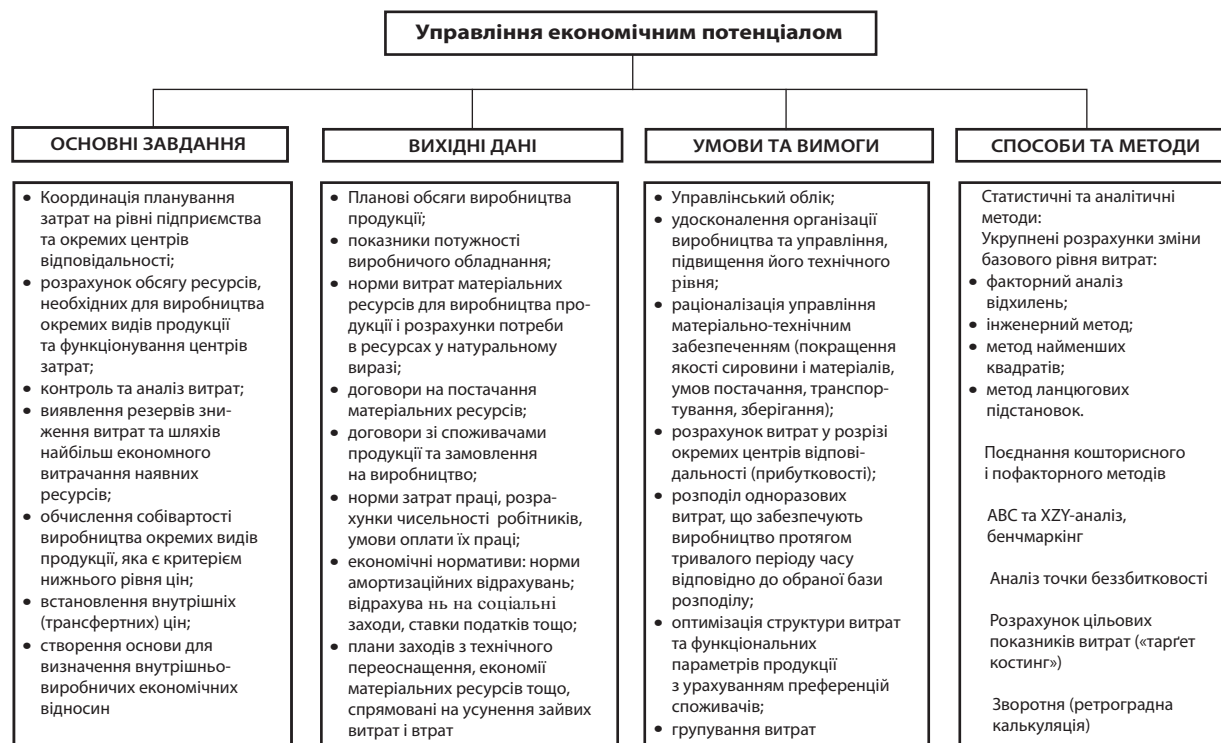 Управління економічним потенціалом
ОСНОВНІ ЗАВДАННЯ
• Координація планування
затрат на рівні підприємства
та окремих центрів
відповідальності;
• розрахунок обсягу ресурсів,
необхідних для виробництва
окремих видів продукції
та функціонування центрів
затрат;
• контроль та аналіз витрат;
• виявлення резервів зни-
ження витрат та шляхів
найбільш економного
витрачання наявних
ресурсів;
• обчислення собівартості
виробництва окремих видів
продукції, яка є критерієм
нижнього рівня цін;
• встановлення внутрішніх
(трансфертних) цін;
• створення основи для
визначення внутрішньо-
виробничих економічних
відносин
ВИХІДНІ ДАНІ
• Планові обсяги виробництва
продукції;
• показники потужності
виробничого обладнання;
• норми витрат матеріальних
ресурсів для виробництва про-
дукції і розрахунки потреби
в ресурсах у натуральному
виразі;
• договори на постачання
матеріальних ресурсів;
• договори зі споживачами
продукції та замовлення
на виробництво;
• норми затрат праці, розра-
хунки чисельності робітників,
умови оплати їх праці;
• економічні нормативи: норми
амортизаційних відрахувань;
відрахува нь на соціальні
заходи, ставки податків тощо;
• плани заходів з технічного
переоснащення, економії
матеріальних ресурсів тощо,
спрямовані на усунення зайвих
витрат і втрат
УМОВИ ТА ВИМОГИ
• Управлінський облік;
• удосконалення організації
виробництва та управління,
підвищення його технічного
рівня;
• раціоналізація управління
матеріально-технічним
забезпеченням (покращення
якості сировини і матеріалів,
умов постачання, транспор-
тування, зберігання);
• розрахунок витрат у розрізі
окремих центрів відпові-
дальності (прибутковості);
• розподіл одноразових
витрат, що забезпечують
виробництво протягом
тривалого періоду часу
відповідно до обраної бази
розподілу;
• оптимізація структури витрат
та функціональних
параметрів продукції
з урахуванням преференцій
споживачів;
• групування витрат
СПОСОБИ ТА МЕТОДИ
Статистичні та аналітичні
методи:
Укрупнені розрахунки зміни
базового рівня витрат:
• факторний аналіз
відхилень;
• інженерний метод;
• метод найменших
квадратів;
• метод ланцюгових
підстановок.
Поєднання кошторисного
і пофакторного методів
АВС та XZY-аналіз,
бенчмаркінг
Аналіз точки беззбитковості
Розрахунок цільових
показників витрат («тарґет
костинг»)
Зворотня (ретроградна
калькуляція)